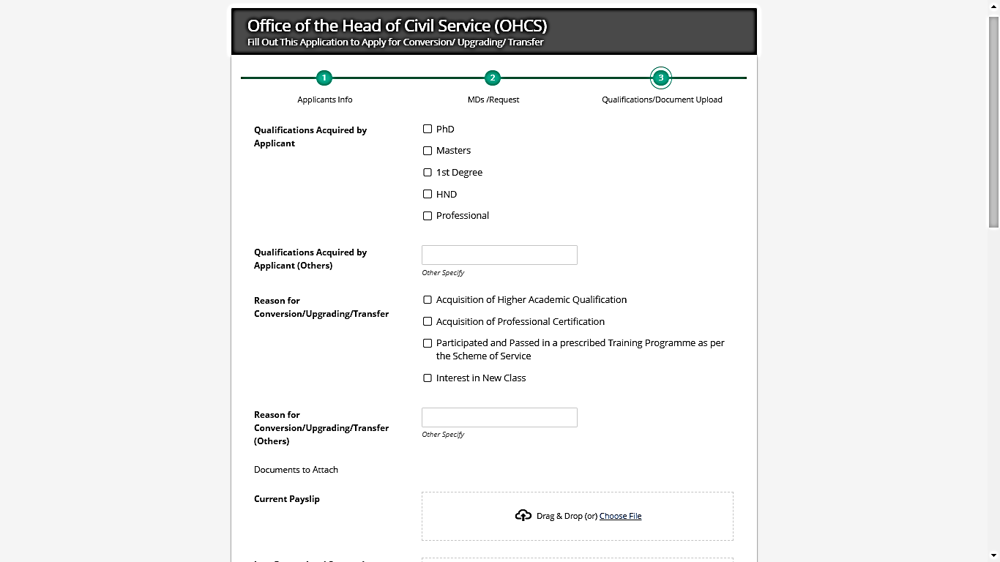 Office of the Head of Civil Service (OHCS)
Fill Out This Application to Apply for Conversion/ Upgrading/ Transfer
1
2
3
Applicants Info
MDs /Request
Qualifications/Document Upload
Qualifications Acquired by
Applicant
PhD
Masters
1st Degree
HND
Professional
Qualifications Acquired by
Applicant (Others)
Other Specify
Reason for
Conversion/Upgrading/Transfer
Acquisition of Higher Academic Qualification
Acquisition of Professional Certification
Participated and Passed in a prescribed Training Programme as per
the Scheme of Service
Interest in New Class
Reason for
Conversion/Upgrading/Transfer
(Others)
Other Specify
Documents to Attach
Current Payslip
Drag & Drop (or) Choose File